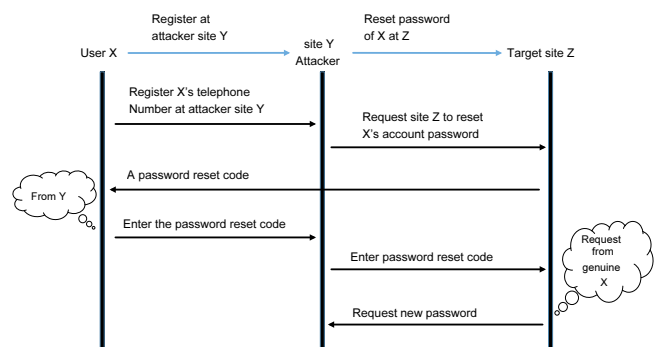 Register at
attacker site Y
Reset password
of X at Z
User X
site Y
Attacker
Target site Z
Register X's telephone
Number at attacker site Y
Request site Z to reset
X's account password
A password reset code
From Y
Enter the password reset code
Enter password reset code
Request
from
genuine
X
Request new password